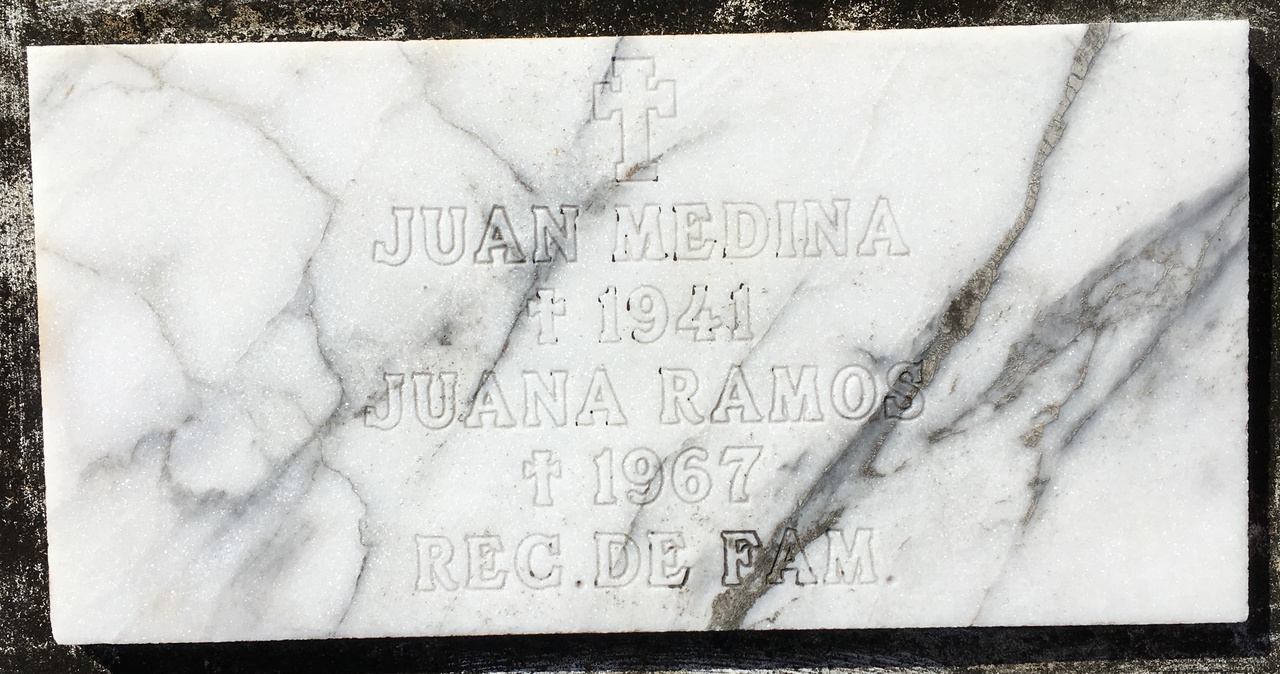 JUAN MEDINA
† 1941
JUANA RAMOS
† 1967
REC. DE FAM.